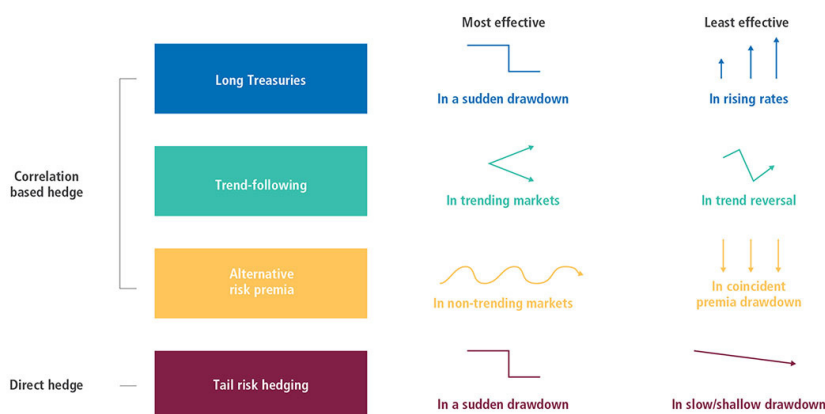 Most effective
Least effective
Long Treasuries
In a sudden drawdown
In rising rates
Correlation
based hedge
Trend-following
In trending markets
In trend reversal
Alternative
risk premia
In non-trending markets
In coincident
premia drawdown
Direct hedge
Tail risk hedging
In a sudden drawdown
In slow/shallow drawdown